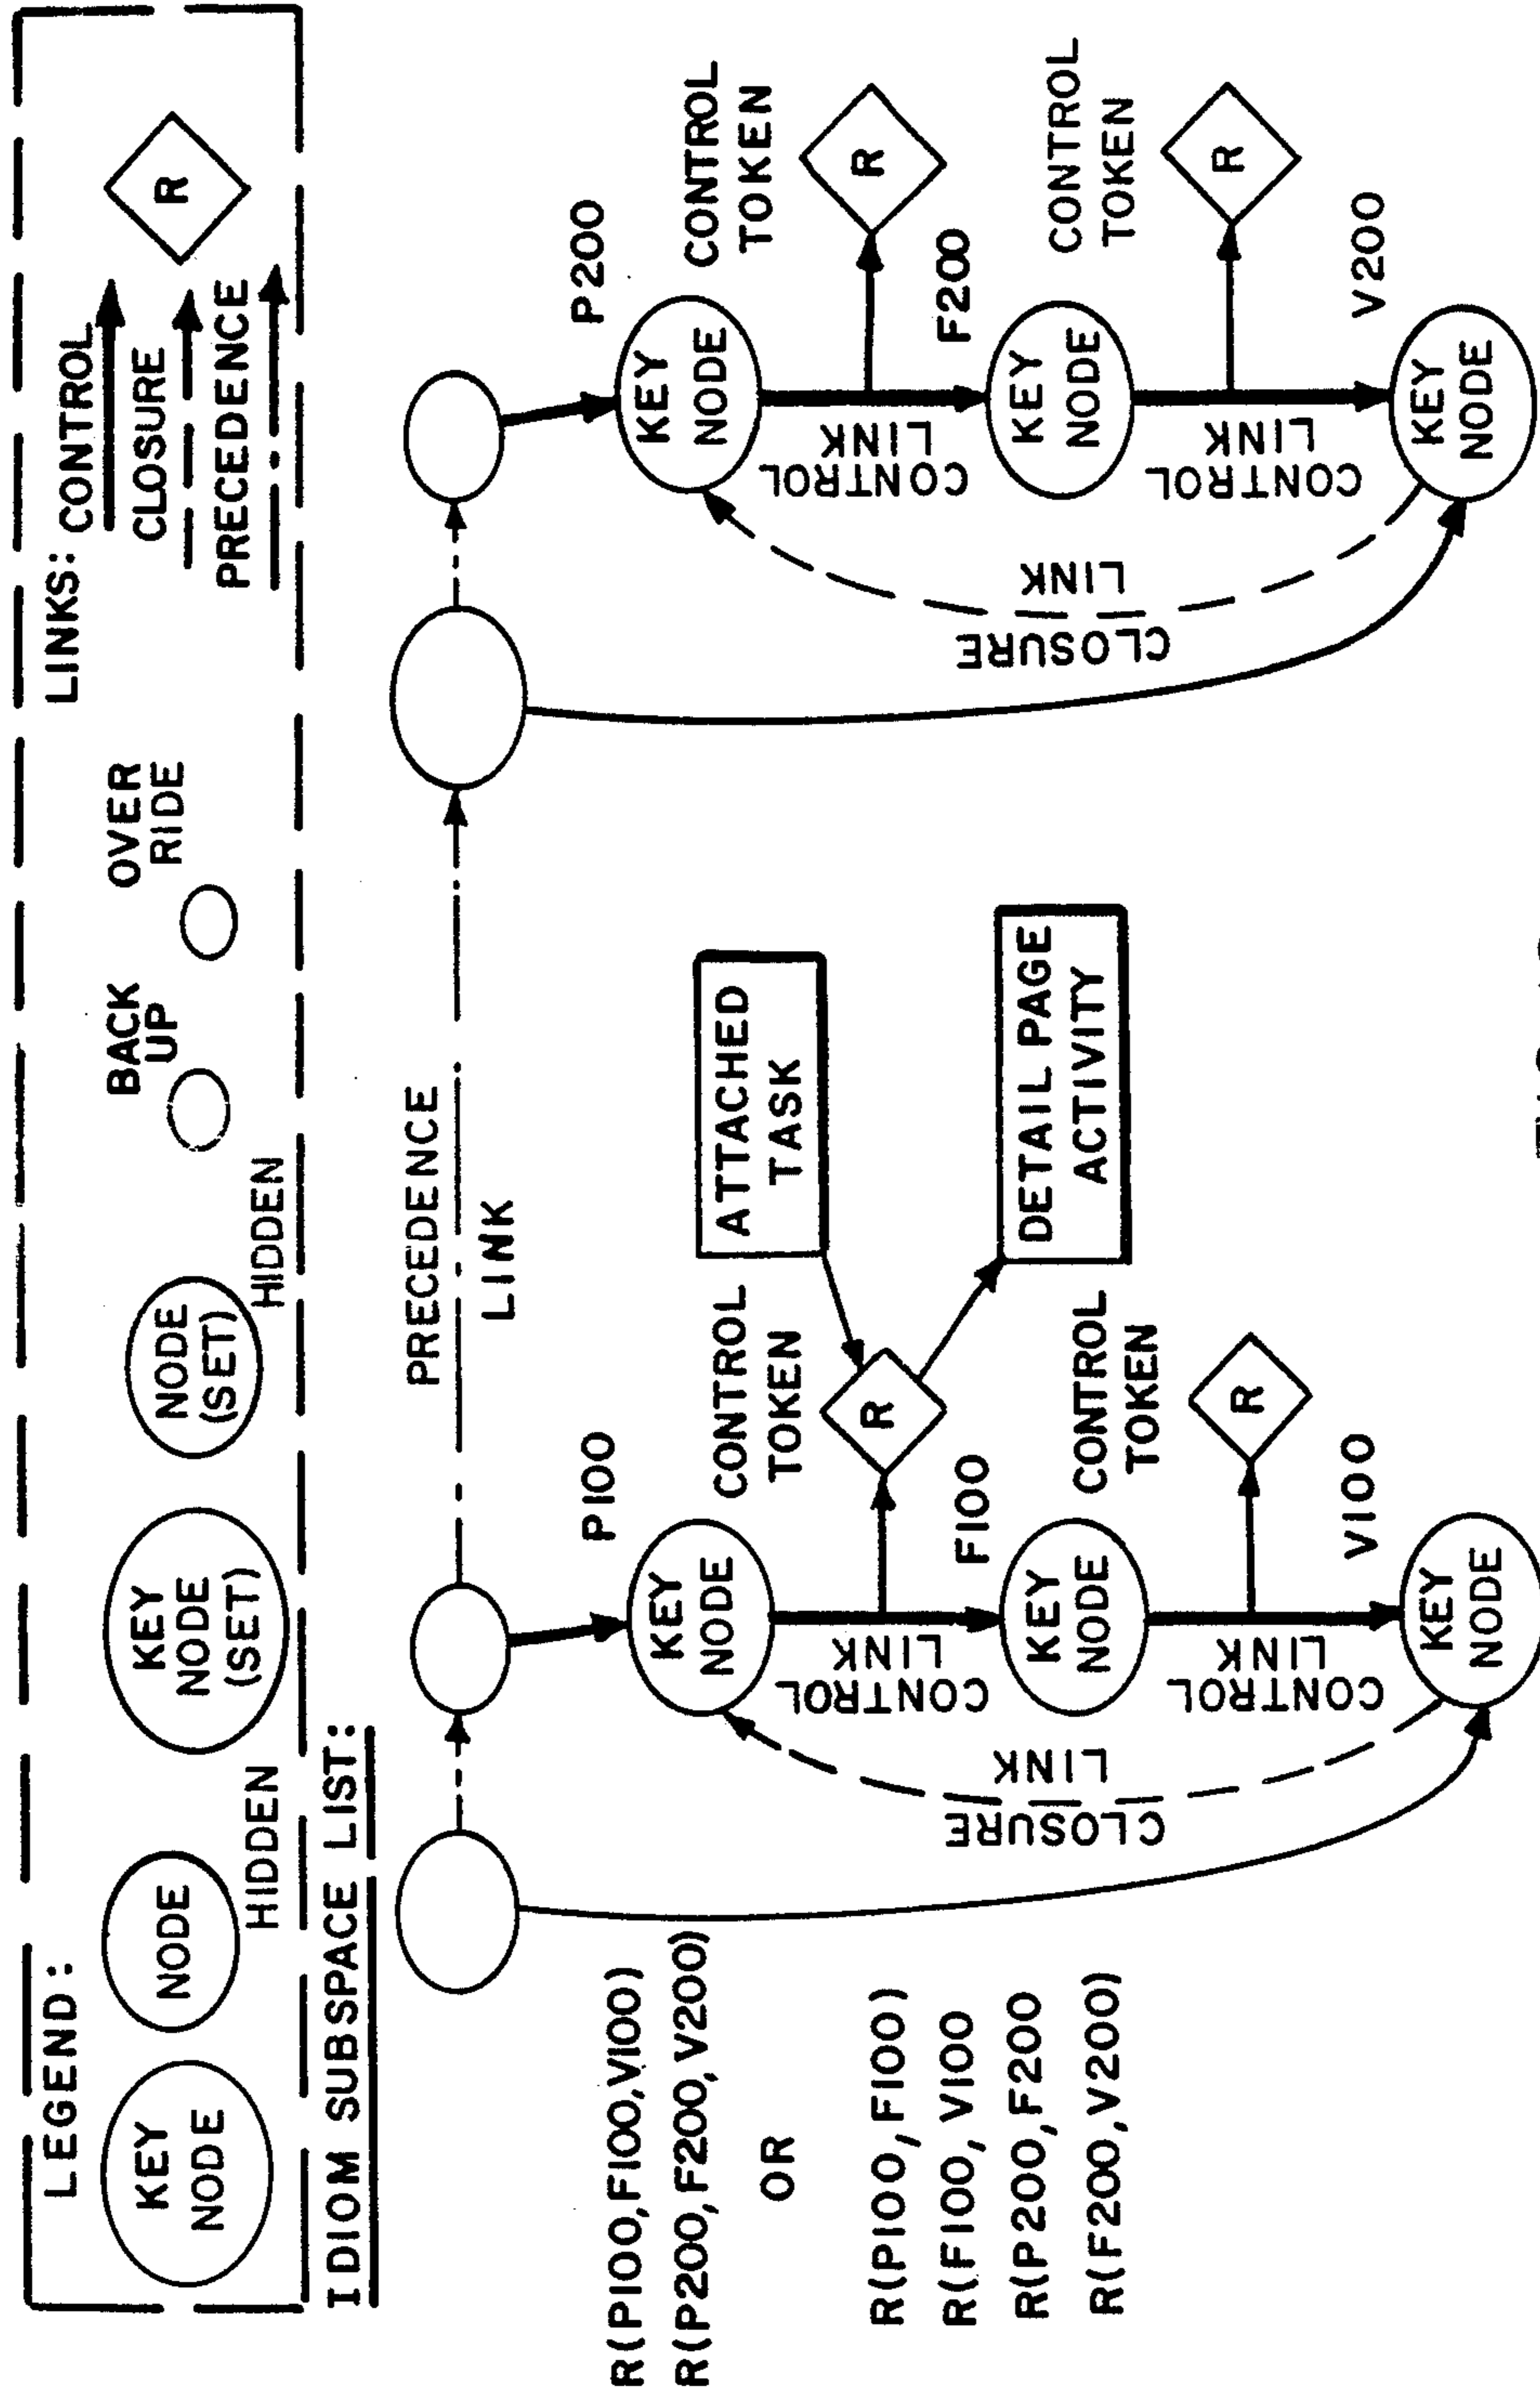 LEGEND:
KEY
NODE
NODE
HIDDEN
KEY
NODE
(SET)
NODE
(SET)
HIDDEN
BACK
UP
OVER
RIDE
LINKS:
CONTROL
CLOSURE
PRECEDENCE
R
IDIOM SUBSPACE LIST:
PRECEDENCE
LINK
R(P100,F100,V100)
R(P200,F200,V200)
OR
R(P100,F100)
R(F100,V100
R(P200,F200
R(F200,V200)
P100
KEY
NODE
CONTROL
LINK
CONTROL
TOKEN
R
ATTACHED
TASK
DETAIL PAGE
ACTIVITY
F100
KEY
NODE
CONTROL
LINK
CONTROL
TOKEN
R
V100
KEY
NODE
CLOSURE
LINK
P200
KEY
NODE
CONTROL
LINK
CONTROL
TOKEN
R
F200
KEY
NODE
CONTROL
LINK
CONTROL
TOKEN
R
V200
KEY
NODE
CLOSURE
LINK